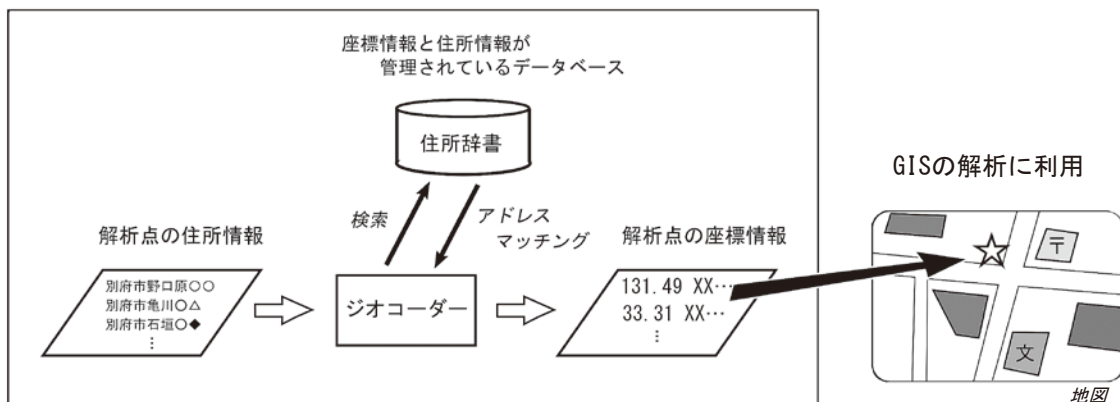 座標情報と住所情報が
管理されているデータベース
住所辞書
検索
アドレス
マッチング
解析点の住所情報
別府市野口原○○
別府市亀川○△
別府市石垣○◆
⋮
ジオコーダー
解析点の座標情報
131.49 XX…
33.31 XX…
⋮
GISの解析に利用
〒
文
地図